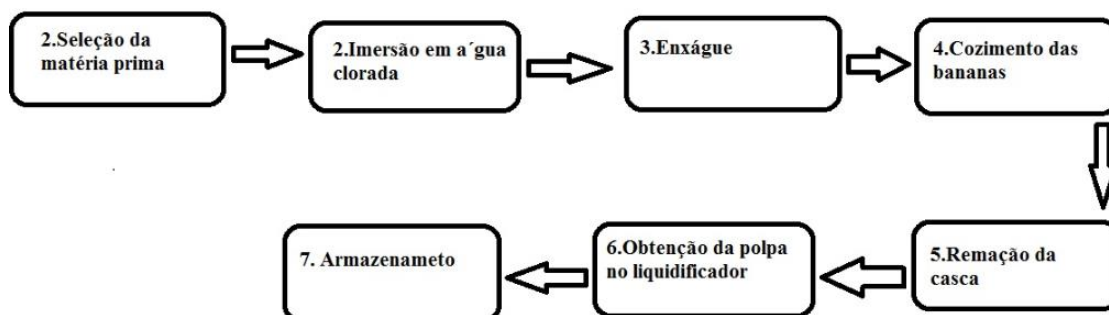 2.Seleção da
matéria prima
2.Imersão em a´gua
clorada
3.Enxágue
4.Cozimento das
bananas
5.Remação da
casca
6.Obtenção da polpa
no liquidificador
7. Armazenameto